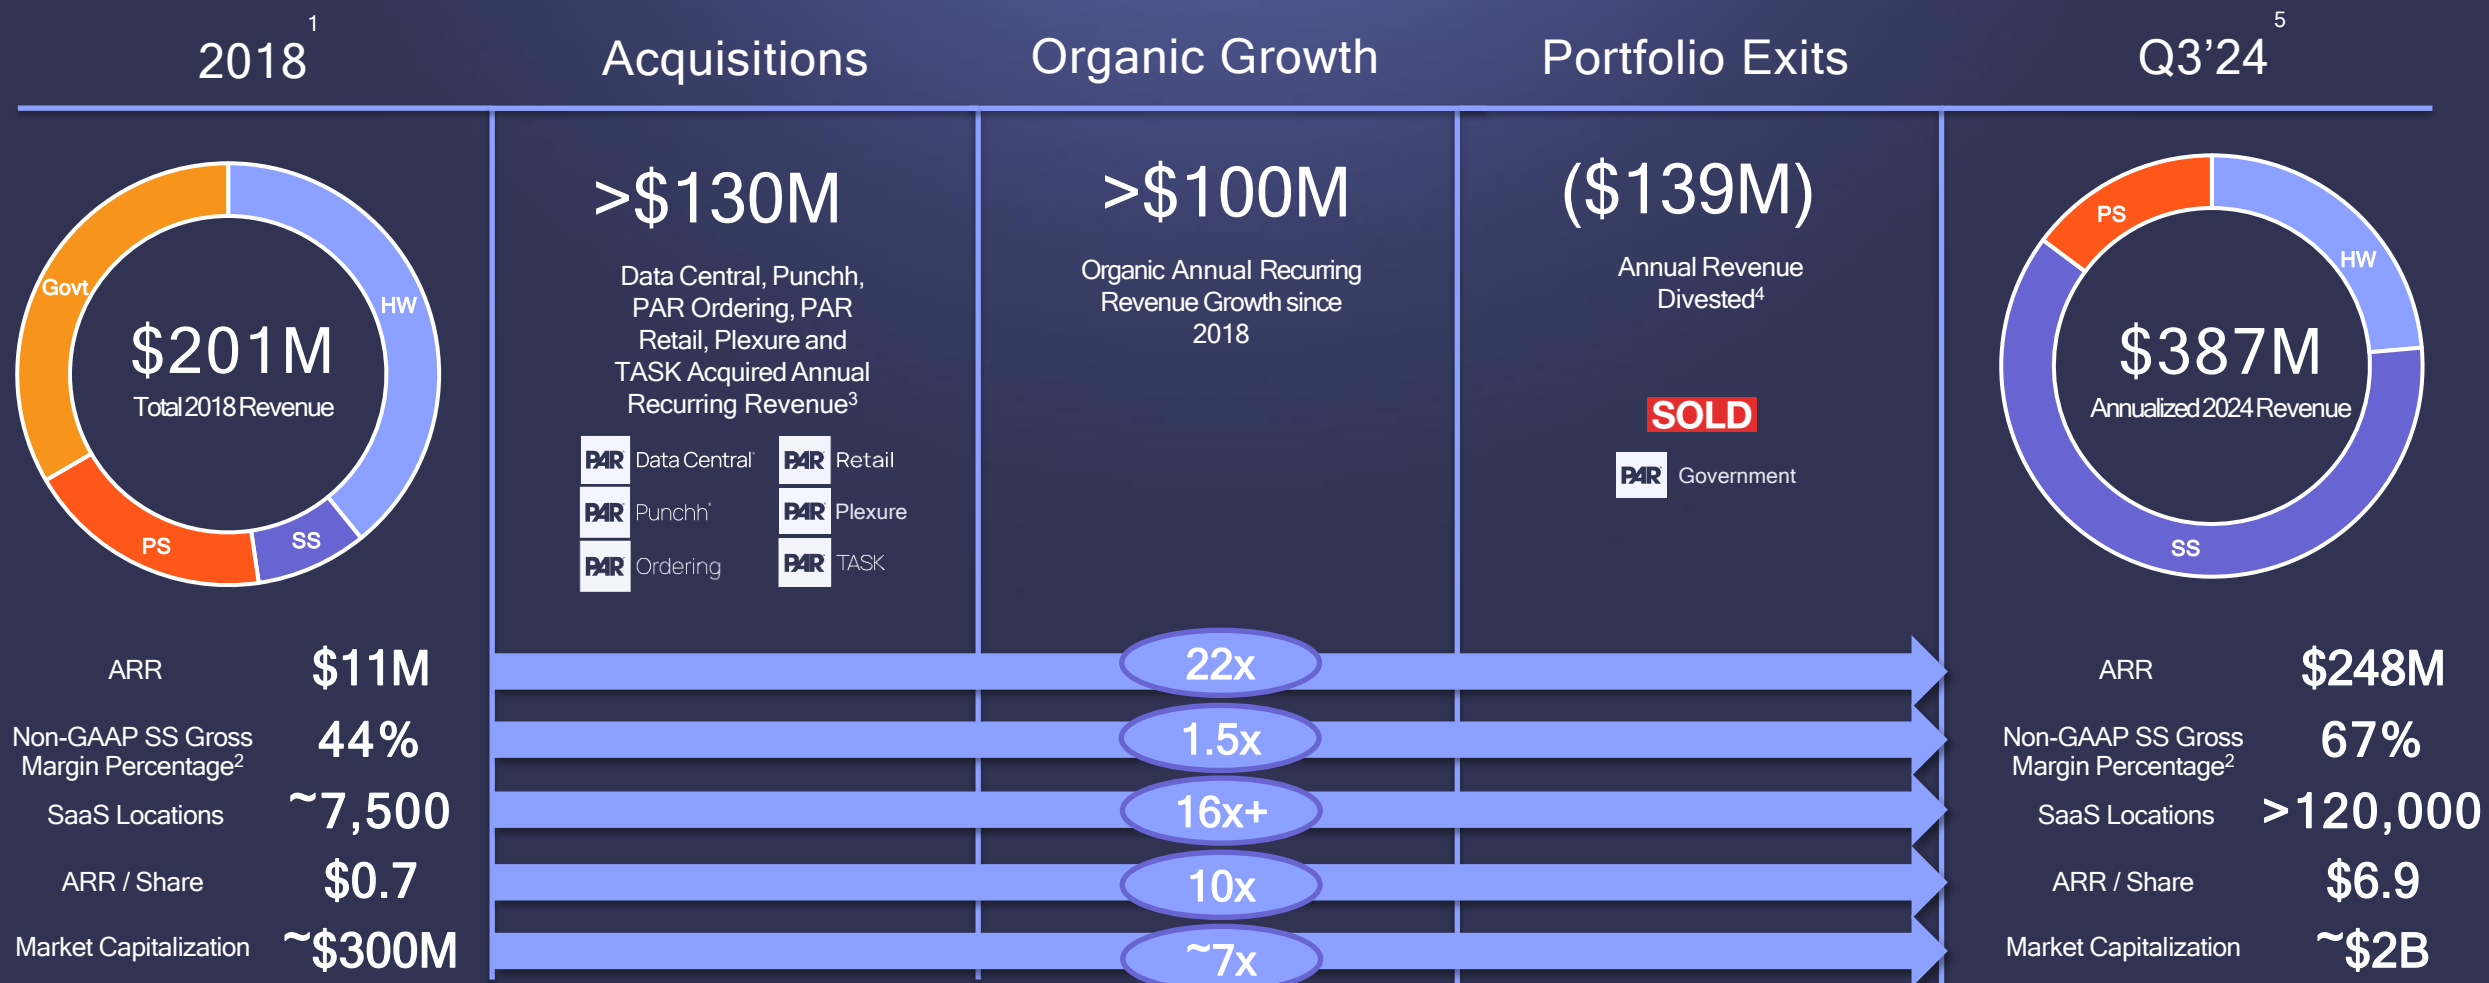 2018¹
Acquisitions
Organic Growth
Portfolio Exits
Q3’24⁵
Govt
HW
PS
SS
$201M
Total 2018 Revenue
>$130M
Data Central, Punchh,
PAR Ordering, PAR
Retail, Plexure and
TASK Acquired Annual
Recurring Revenue³
PAR Data Central
PAR Retail
PAR Punchh
PAR Plexure
PAR Ordering
PAR TASK
>$100M
Organic Annual Recurring
Revenue Growth since
2018
($139M)
Annual Revenue
Divested⁴
SOLD
PAR Government
PS
HW
SS
$387M
Annualized 2024 Revenue
ARR $11M
22x
ARR $248M
Non-GAAP SS Gross
Margin Percentage²
44%
1.5x
Non-GAAP SS Gross
Margin Percentage²
67%
SaaS Locations ~7,500
16x+
SaaS Locations >120,000
ARR / Share $0.7
10x
ARR / Share $6.9
Market Capitalization ~$300M
~7x
Market Capitalization ~$2B